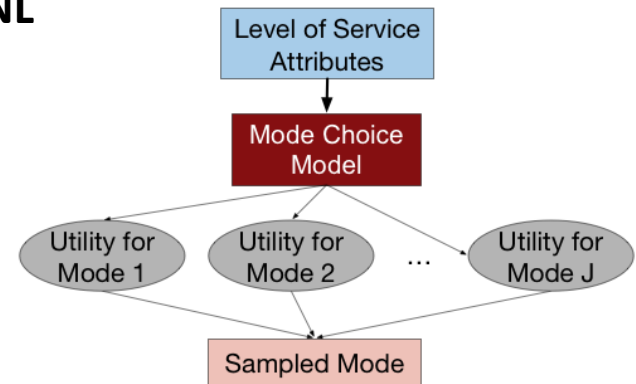 Level of Service
Attributes
Mode Choice
Model
Utility for
Mode 1
Utility for
Mode 2
...
Utility for
Mode J
Sampled Mode